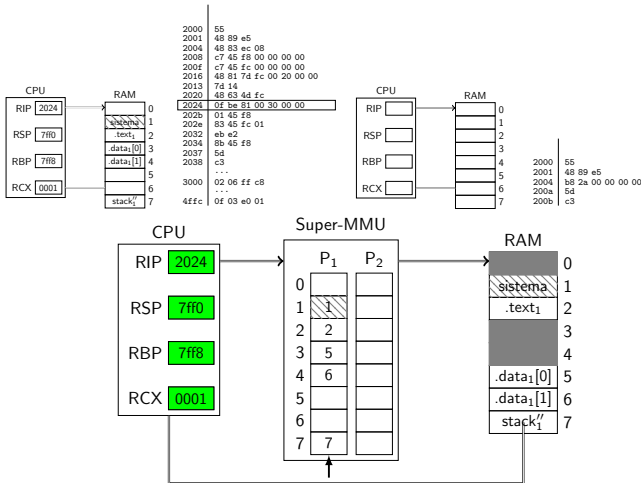 2000 55
2001 48 89 e5
2004 48 83 ec 08
2008 c7 45 f8 00 00 00 00
200f c7 45 fc 00 00 00 00
2016 48 81 7d fc 00 20 00 00
2013 7d 14
2020 48 63 4d fc
2024 0f be 81 00 30 00 00
202b 01 45 f8
202e 83 45 fc 01
2032 eb e2
2034 8b 45 f8
2037 5d
2038 c3
...
3000 02 06 ff c8
...
4ffc 0f 03 e0 01
CPU
RIP 2024
RSP 7ff0
RBP 7ff8
RCX 0001
RAM
0
sistema 1
.text1 2
.data1[0] 3
.data1[1] 4
5
6
stack1'' 7
CPU
RIP
RSP
RBP
RCX
RAM
0
1
2
3
4
5
6
7
2000 55
2001 48 89 e5
2004 b8 2a 00 00 00 00
200a 5d
200b c3
CPU
RIP 2024
RSP 7ff0
RBP 7ff8
RCX 0001
Super-MMU
P1 P2
0
1 1
2 2
3 5
4 6
5
6
7 7
RAM
0
sistema 1
.text1 2
3
4
.data1[0] 5
.data1[1] 6
stack1'' 7